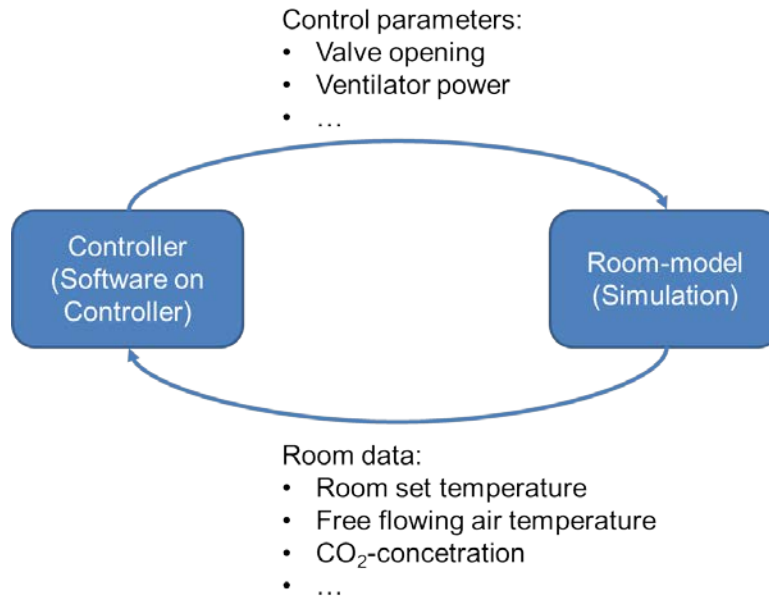 Control parameters:
• Valve opening
• Ventilator power
• …
Controller
(Software on
Controller)
Room-model
(Simulation)
Room data:
• Room set temperature
• Free flowing air temperature
• CO₂-concetration
• …